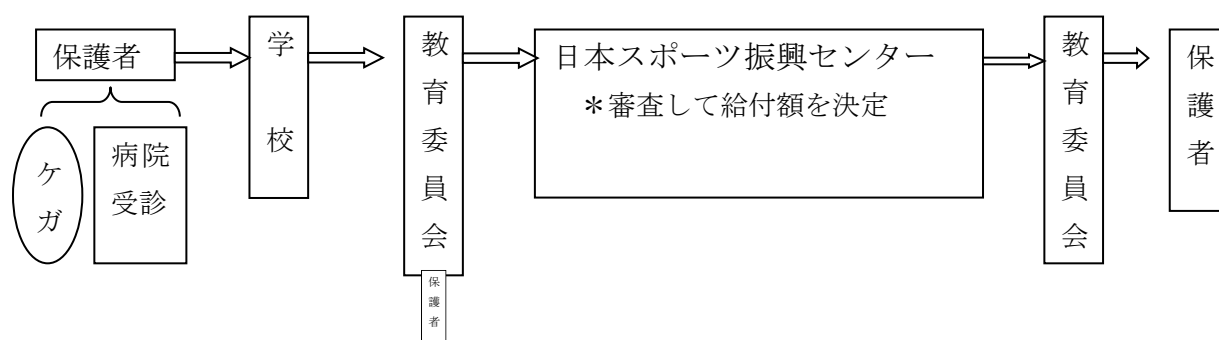 保護者
ケガ
病院
受診
学校
教育委員会
保護者
日本スポーツ振興センター
＊審査して給付額を決定
教育委員会
保護者